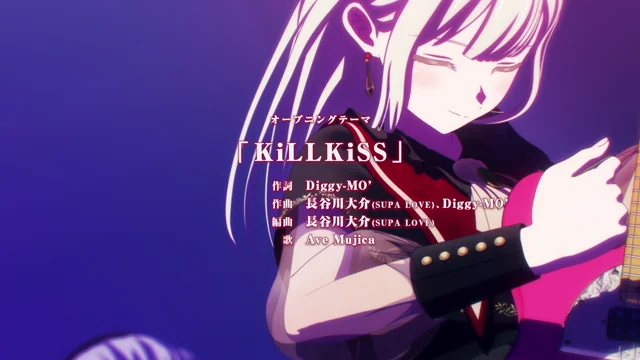 オープニングテーマ
「KiLLKiSS」
作詞 Diggy-MO'
作曲 長谷川大介(SUPA LOVE)、Diggy-MO'
編曲 長谷川大介(SUPA LOVE)
歌 Ave Mujica